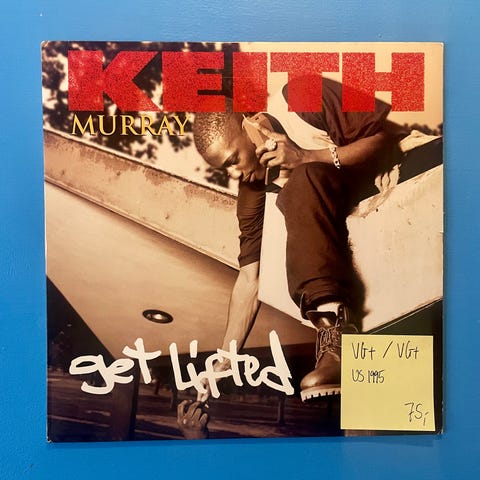 KEITH
MURRAY
get Lifted
VG+ / VG+
US 1995
75,-